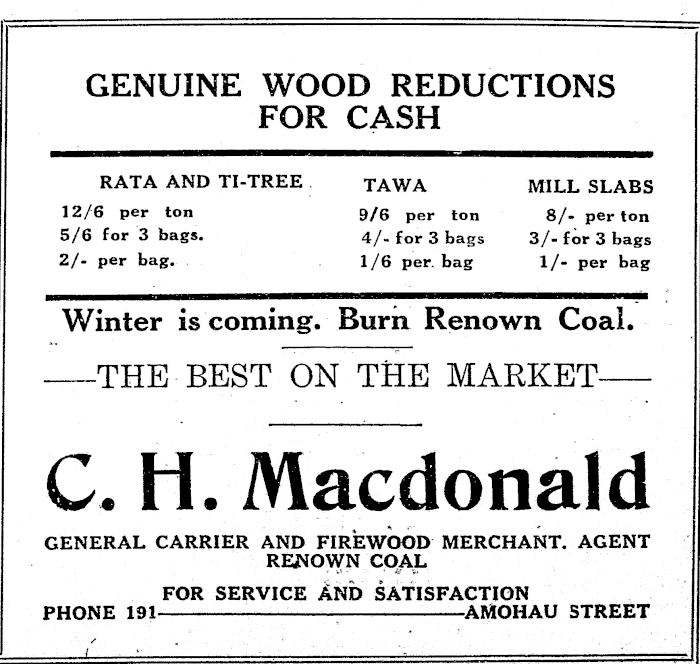 GENUINE WOOD REDUCTIONS
FOR CASH
RATA AND TI-TREE TAWA MILL SLABS
12/6 per ton 9/6 per ton 8/- per ton
5/6 for 3 bags. 4/- for 3 bags 3/- for 3 bags
2/- per bag. 1/6 per bag 1/- per bag
Winter is coming. Burn Renown Coal.
—THE BEST ON THE MARKET—
C. H. Macdonald
GENERAL CARRIER AND FIREWOOD MERCHANT. AGENT
RENOWN COAL
FOR SERVICE AND SATISFACTION
PHONE 191—AMOHAU STREET